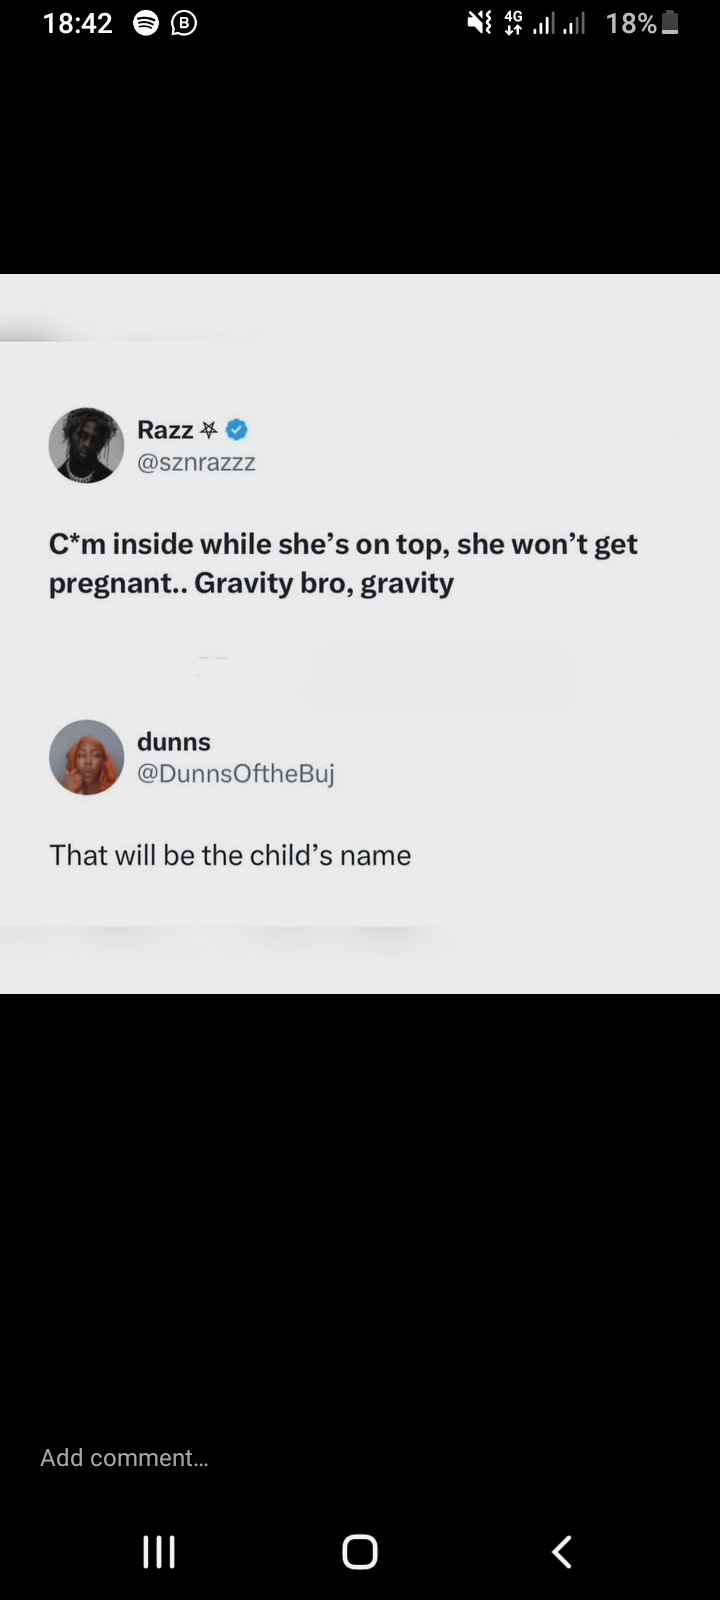 18:42 4G 18%
Razz
@sznrazzz
C*m inside while she’s on top, she won’t get
pregnant.. Gravity bro, gravity
dunns
@DunnsOftheBuj
That will be the child’s name
Add comment...